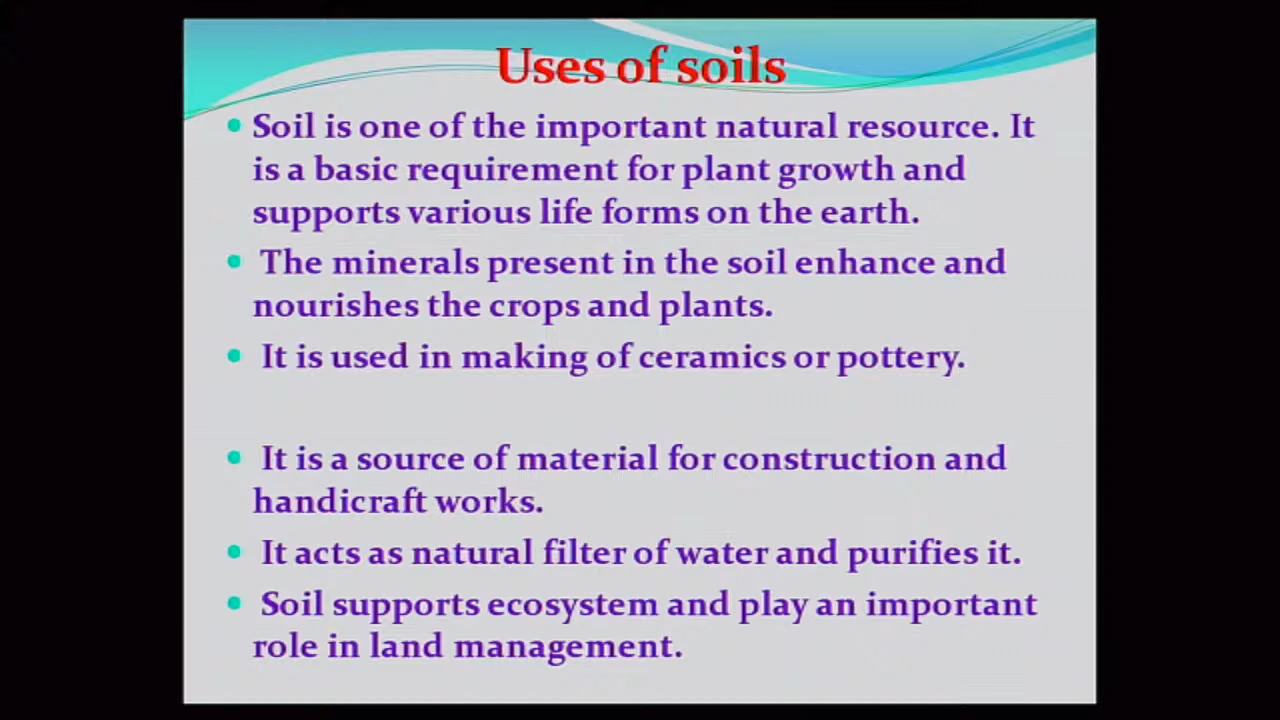 Uses of soils
• Soil is one of the important natural resource. It
is a basic requirement for plant growth and
supports various life forms on the earth.
• The minerals present in the soil enhance and
nourishes the crops and plants.
• It is used in making of ceramics or pottery.
• It is a source of material for construction and
handicraft works.
• It acts as natural filter of water and purifies it.
• Soil supports ecosystem and play an important
role in land management.